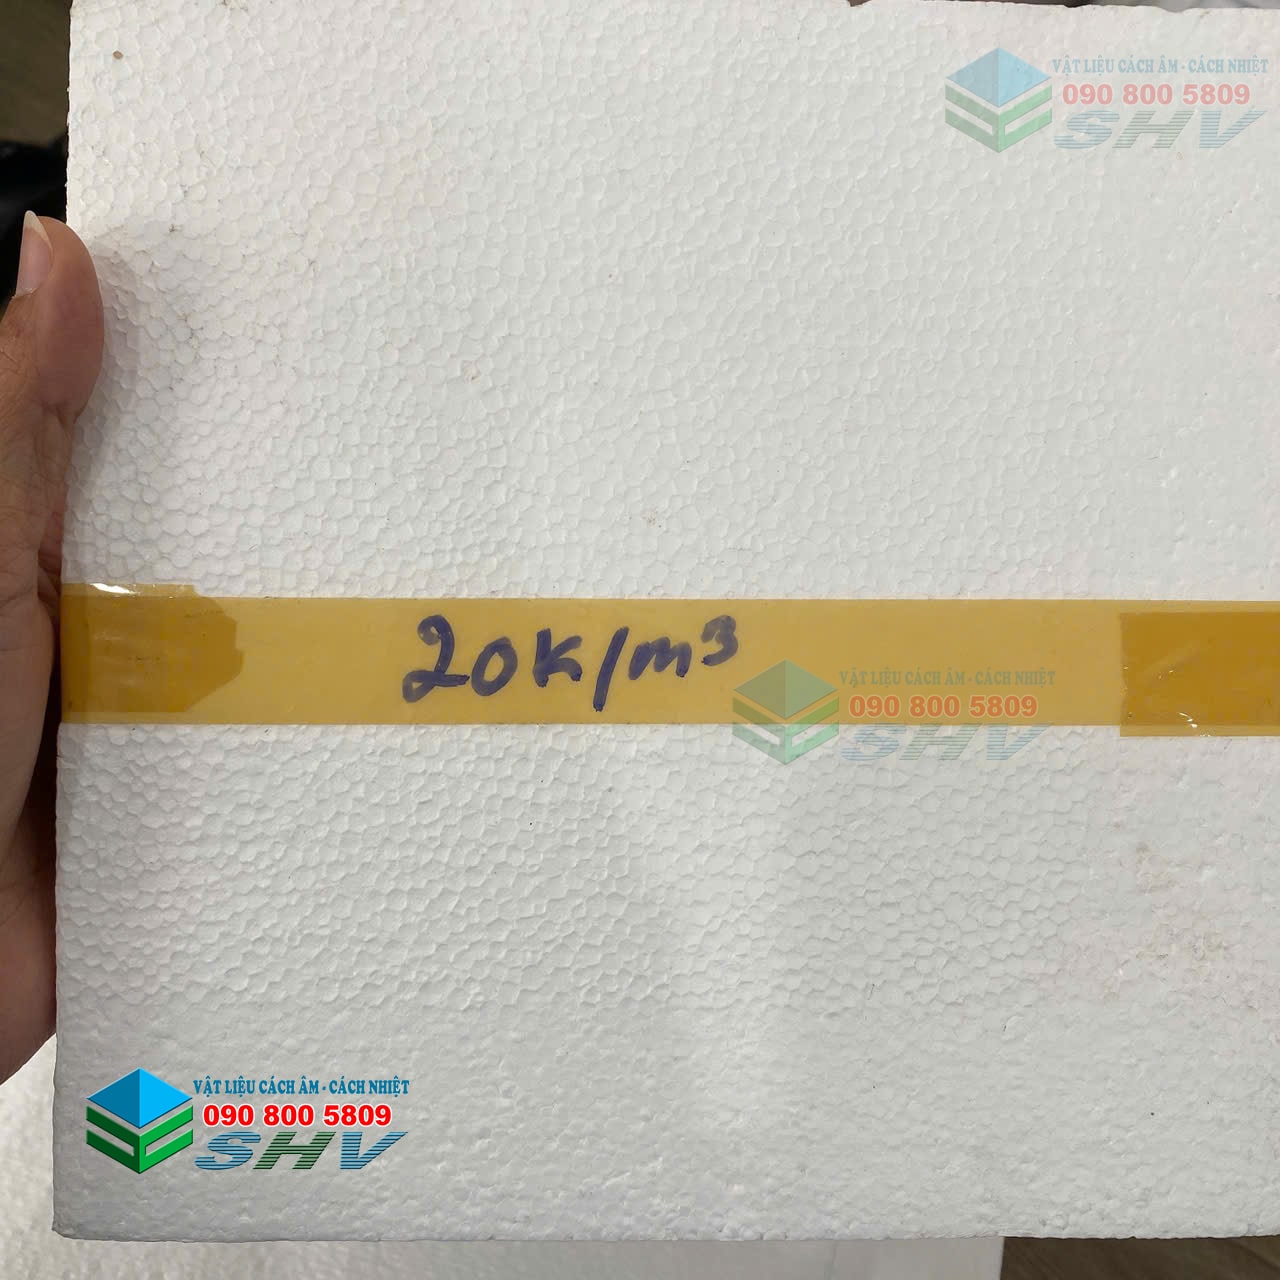 VẬT LIỆU CÁCH ÂM - CÁCH NHIỆT
090 800 5809
SHV
20K/m³
VẬT LIỆU CÁCH ÂM - CÁCH NHIỆT
090 800 5809
SHV
VẬT LIỆU CÁCH ÂM - CÁCH NHIỆT
090 800 5809
SHV